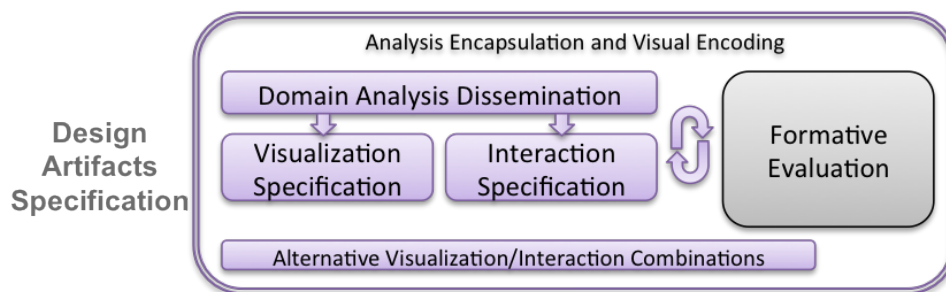 Analysis Encapsulation and Visual Encoding
Design
Artifacts
Specification
Domain Analysis Dissemination
Visualization
Specification
Interaction
Specification
Formative
Evaluation
Alternative Visualization/Interaction Combinations